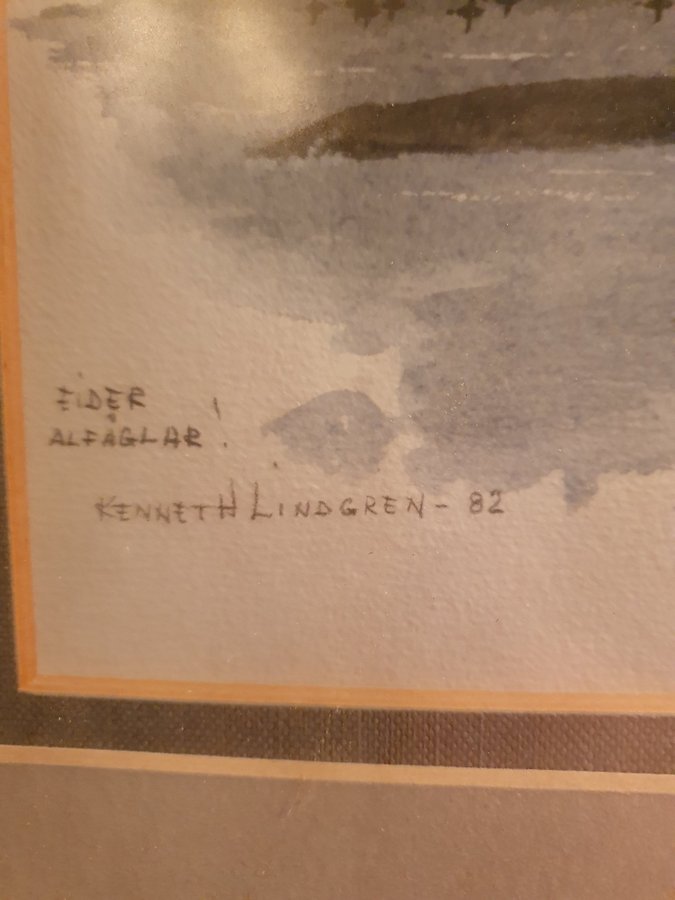 EIDER
ALFÅGLAR!
KENNETH LINDGREN - 82